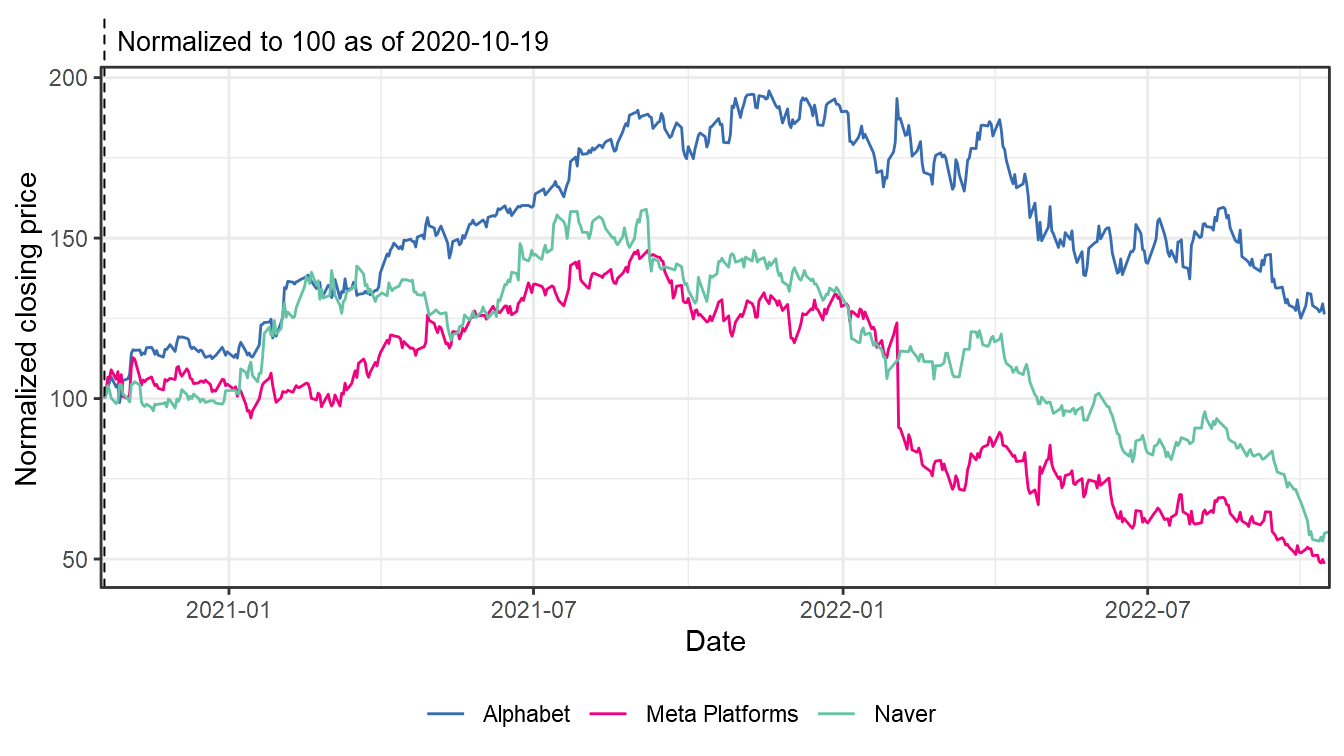 Normalized to 100 as of 2020-10-19
Normalized closing price
200
150
100
50
2021-01 2021-07 2022-01 2022-07
Date
Alphabet Meta Platforms Naver